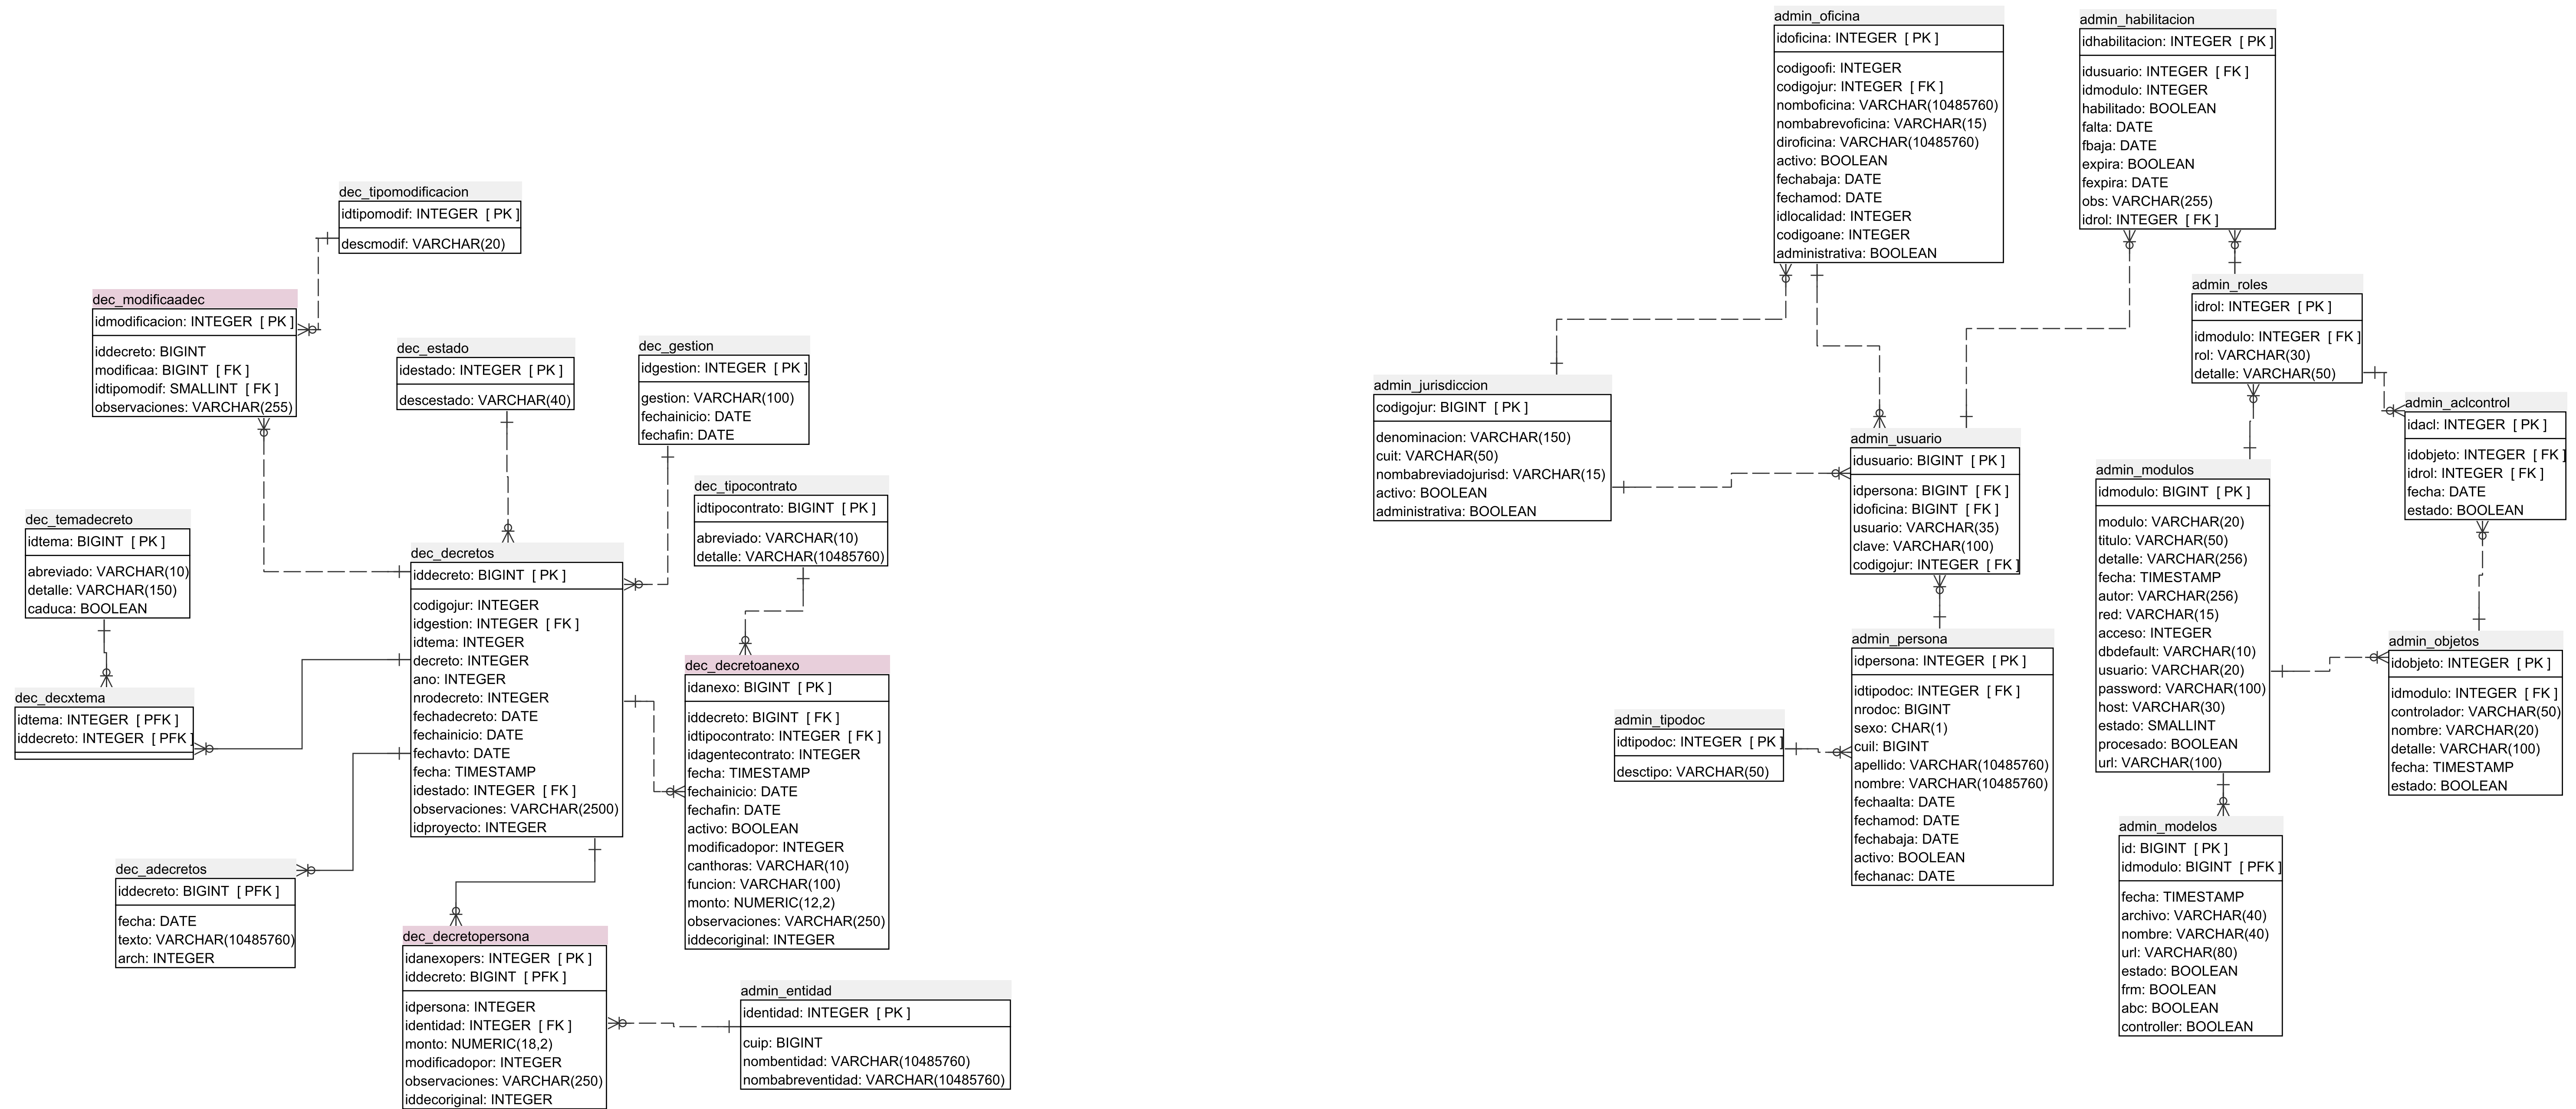 admin_oficina
idoficina: INTEGER [ PK ]
codigoofi: INTEGER
codigojur: INTEGER [ FK ]
nomboficina: VARCHAR(10485760)
nombabrevoficina: VARCHAR(15)
diroficina: VARCHAR(10485760)
activo: BOOLEAN
fechabaja: DATE
fechamod: DATE
idlocalidad: INTEGER
codigoane: INTEGER
administrativa: BOOLEAN
admin_habilitacion
idhabilitacion: INTEGER [ PK ]
idusuario: INTEGER [ FK ]
idmodulo: INTEGER
habilitado: BOOLEAN
falta: DATE
fbaja: DATE
expira: BOOLEAN
fexpira: DATE
obs: VARCHAR(255)
idrol: INTEGER [ FK ]
dec_tipomodificacion
idtipomodif: INTEGER [ PK ]
descmodif: VARCHAR(20)
dec_modificaadec
idmodificacion: INTEGER [ PK ]
iddecreto: BIGINT
modificaa: BIGINT [ FK ]
idtipomodif: SMALLINT [ FK ]
observaciones: VARCHAR(255)
dec_estado
idestado: INTEGER [ PK ]
descestado: VARCHAR(40)
dec_gestion
idgestion: INTEGER [ PK ]
gestion: VARCHAR(100)
fechainicio: DATE
fechafin: DATE
dec_tipocontrato
idtipocontrato: BIGINT [ PK ]
abreviado: VARCHAR(10)
detalle: VARCHAR(10485760)
dec_temadecreto
idtema: BIGINT [ PK ]
abreviado: VARCHAR(10)
detalle: VARCHAR(150)
caduca: BOOLEAN
dec_decretos
iddecreto: BIGINT [ PK ]
codigojur: INTEGER
idgestion: INTEGER [ FK ]
idtema: INTEGER
decreto: INTEGER
ano: INTEGER
nrodecreto: INTEGER
fechadecreto: DATE
fechainicio: DATE
fechavto: DATE
fecha: TIMESTAMP
idestado: INTEGER [ FK ]
observaciones: VARCHAR(2500)
idproyecto: INTEGER
dec_decxtema
idtema: INTEGER [ PFK ]
iddecreto: INTEGER [ PFK ]
dec_decretoanexo
idanexo: BIGINT [ PK ]
iddecreto: BIGINT [ FK ]
idtipocontrato: INTEGER [ FK ]
idagentecontrato: INTEGER
fecha: TIMESTAMP
fechainicio: DATE
fechafin: DATE
activo: BOOLEAN
modificadopor: INTEGER
canthoras: VARCHAR(10)
funcion: VARCHAR(100)
monto: NUMERIC(12,2)
observaciones: VARCHAR(250)
iddecoriginal: INTEGER
dec_adecretos
iddecreto: BIGINT [ PFK ]
fecha: DATE
texto: VARCHAR(10485760)
arch: INTEGER
dec_decretopersona
idanexopers: INTEGER [ PK ]
iddecreto: BIGINT [ PFK ]
idpersona: INTEGER
identidad: INTEGER [ FK ]
monto: NUMERIC(18,2)
modificadopor: INTEGER
observaciones: VARCHAR(250)
iddecoriginal: INTEGER
admin_entidad
identidad: INTEGER [ PK ]
cuip: BIGINT
nombentidad: VARCHAR(10485760)
nombabreventidad: VARCHAR(10485760)
admin_roles
idrol: INTEGER [ PK ]
idmodulo: INTEGER [ FK ]
rol: VARCHAR(30)
detalle: VARCHAR(50)
admin_jurisdiccion
codigojur: BIGINT [ PK ]
denominacion: VARCHAR(150)
cuit: VARCHAR(50)
nombabreviadojurisd: VARCHAR(15)
activo: BOOLEAN
administrativa: BOOLEAN
admin_usuario
idusuario: BIGINT [ PK ]
idpersona: BIGINT [ FK ]
idoficina: BIGINT [ FK ]
usuario: VARCHAR(35)
clave: VARCHAR(100)
codigojur: INTEGER [ FK ]
admin_aclcontrol
idacl: INTEGER [ PK ]
idobjeto: INTEGER [ FK ]
idrol: INTEGER [ FK ]
fecha: DATE
estado: BOOLEAN
admin_modulos
idmodulo: BIGINT [ PK ]
modulo: VARCHAR(20)
titulo: VARCHAR(50)
detalle: VARCHAR(256)
fecha: TIMESTAMP
autor: VARCHAR(256)
red: VARCHAR(15)
acceso: INTEGER
dbdefault: VARCHAR(10)
usuario: VARCHAR(20)
password: VARCHAR(100)
host: VARCHAR(30)
estado: SMALLINT
procesado: BOOLEAN
url: VARCHAR(100)
admin_persona
idpersona: INTEGER [ PK ]
idtipodoc: INTEGER [ FK ]
nrodoc: BIGINT
sexo: CHAR(1)
cuil: BIGINT
apellido: VARCHAR(10485760)
nombre: VARCHAR(10485760)
fechaalta: DATE
fechamod: DATE
fechabaja: DATE
activo: BOOLEAN
fechanac: DATE
admin_tipodoc
idtipodoc: INTEGER [ PK ]
desctipo: VARCHAR(50)
admin_objetos
idobjeto: INTEGER [ PK ]
idmodulo: INTEGER [ FK ]
controlador: VARCHAR(50)
nombre: VARCHAR(20)
detalle: VARCHAR(100)
fecha: TIMESTAMP
estado: BOOLEAN
admin_modelos
id: BIGINT [ PK ]
idmodulo: BIGINT [ PFK ]
fecha: TIMESTAMP
archivo: VARCHAR(40)
nombre: VARCHAR(40)
url: VARCHAR(80)
estado: BOOLEAN
frm: BOOLEAN
abc: BOOLEAN
controller: BOOLEAN